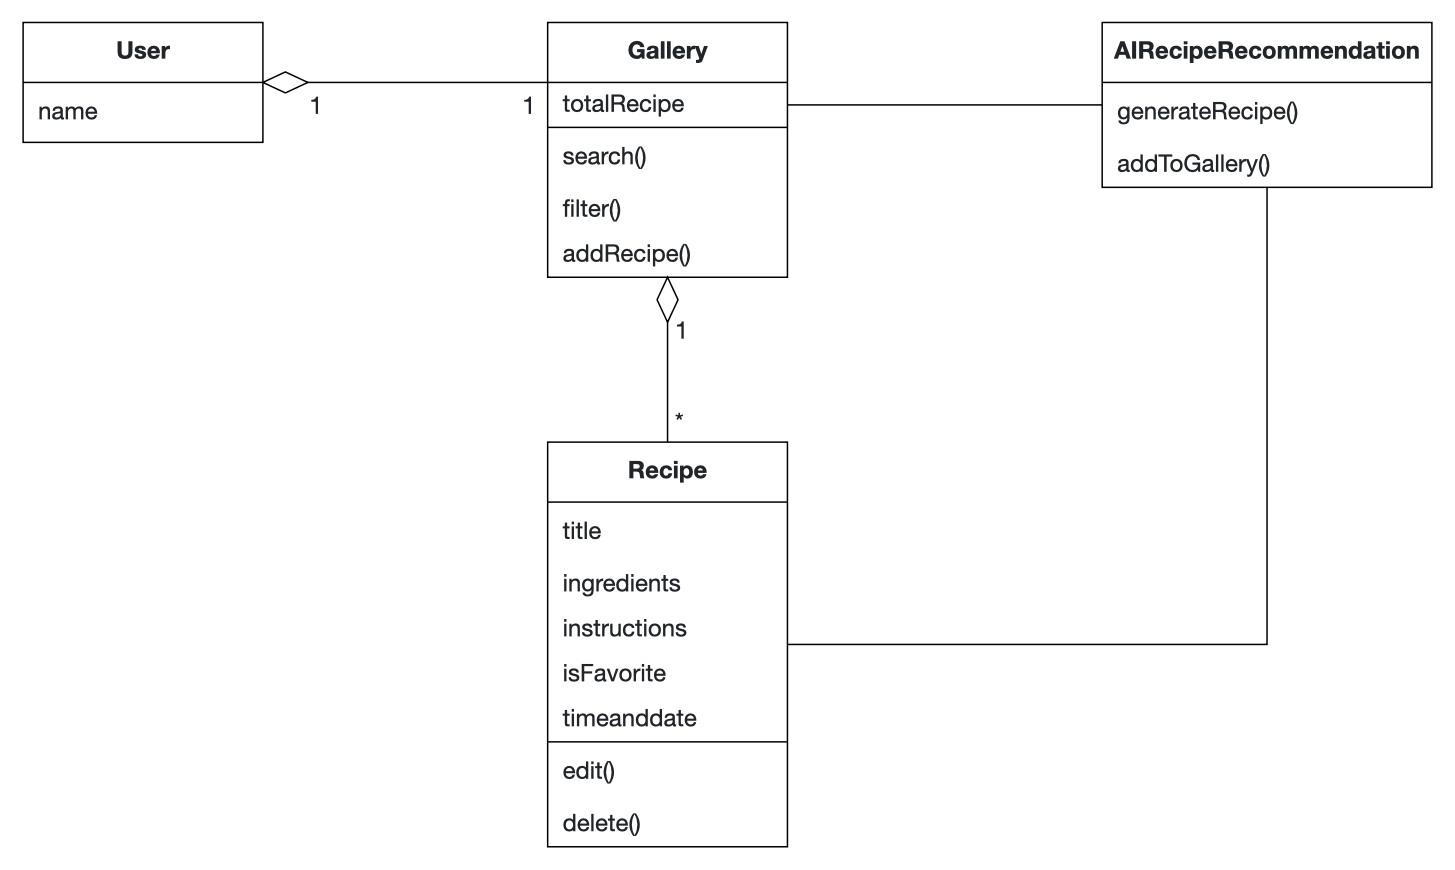 User
name
1
1
Gallery
totalRecipe
search()
filter()
addRecipe()
1
*
Recipe
title
ingredients
instructions
isFavorite
timeanddate
edit()
delete()
AIRecipeRecommendation
generateRecipe()
addToGallery()